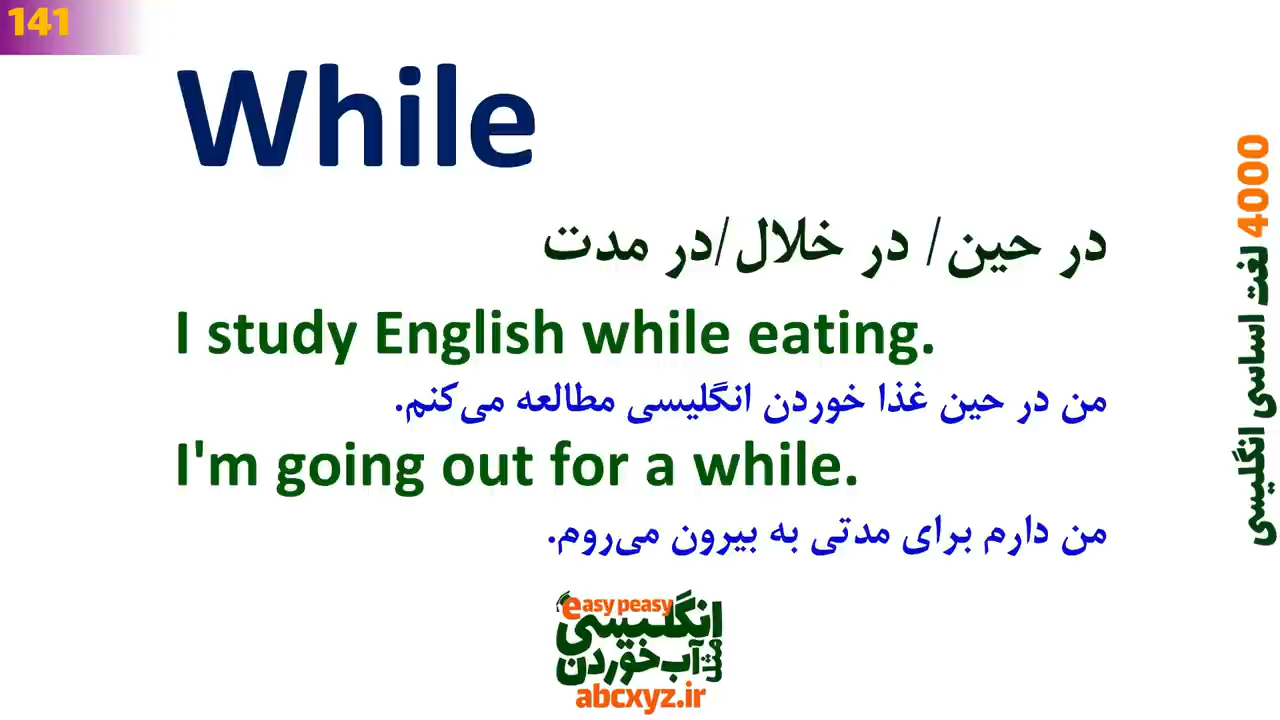 141
While
در حین/ در خلال/در مدت
I study English while eating.
من در حین غذا خوردن انگلیسی مطالعه می‌کنم.
I'm going out for a while.
من دارم برای مدتی به بیرون می‌روم.
4000 لغت اساسی انگلیسی
easy peasy
انگلیسی
مثل آب خوردن
abcxyz.ir